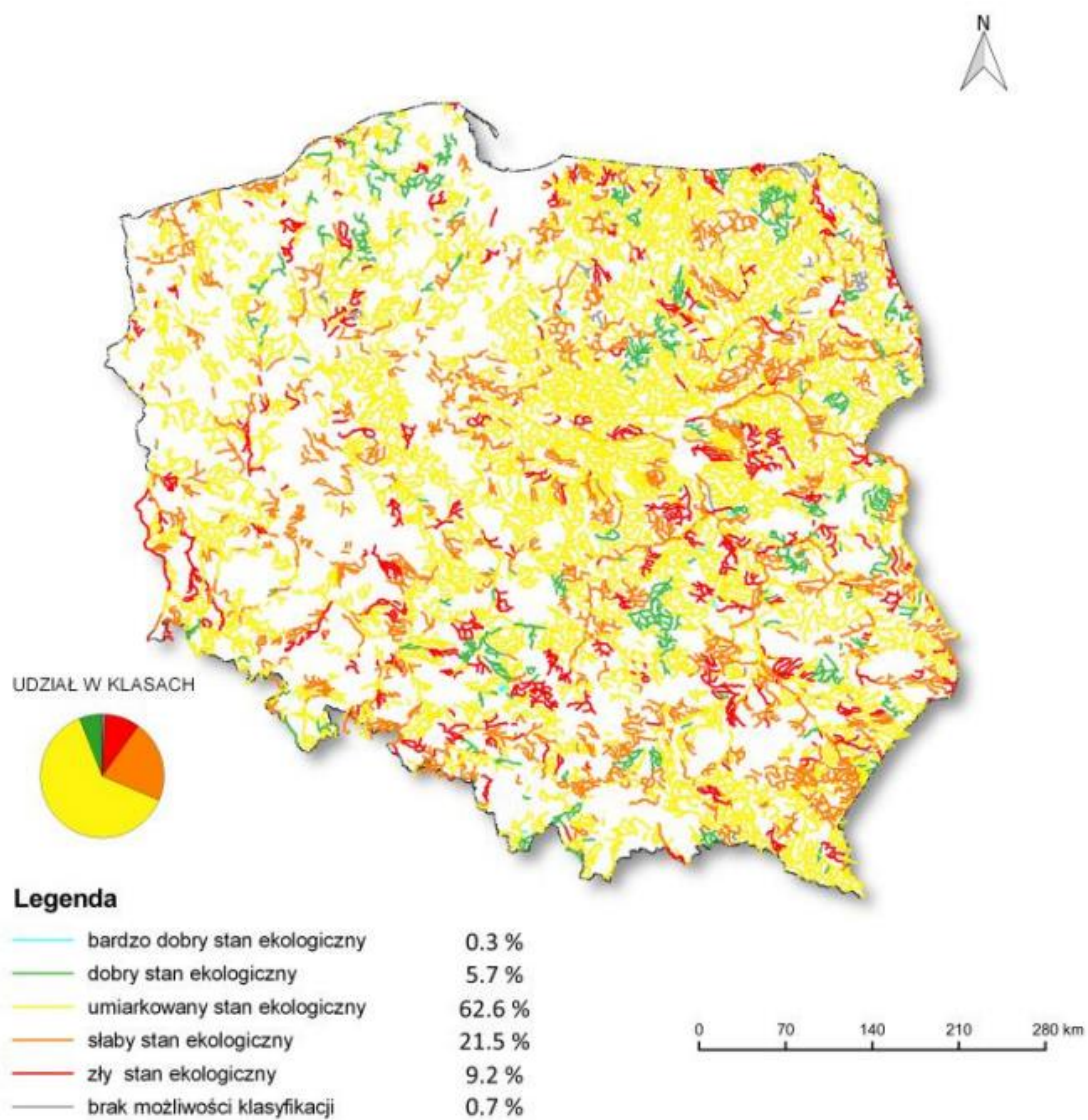 N
UDZIAŁ W KLASACH
Legenda
bardzo dobry stan ekologiczny 0.3 %
dobry stan ekologiczny 5.7 %
umiarkowany stan ekologiczny 62.6 %
słaby stan ekologiczny 21.5 %
zły stan ekologiczny 9.2 %
brak możliwości klasyfikacji 0.7 %
0 70 140 210 280 km